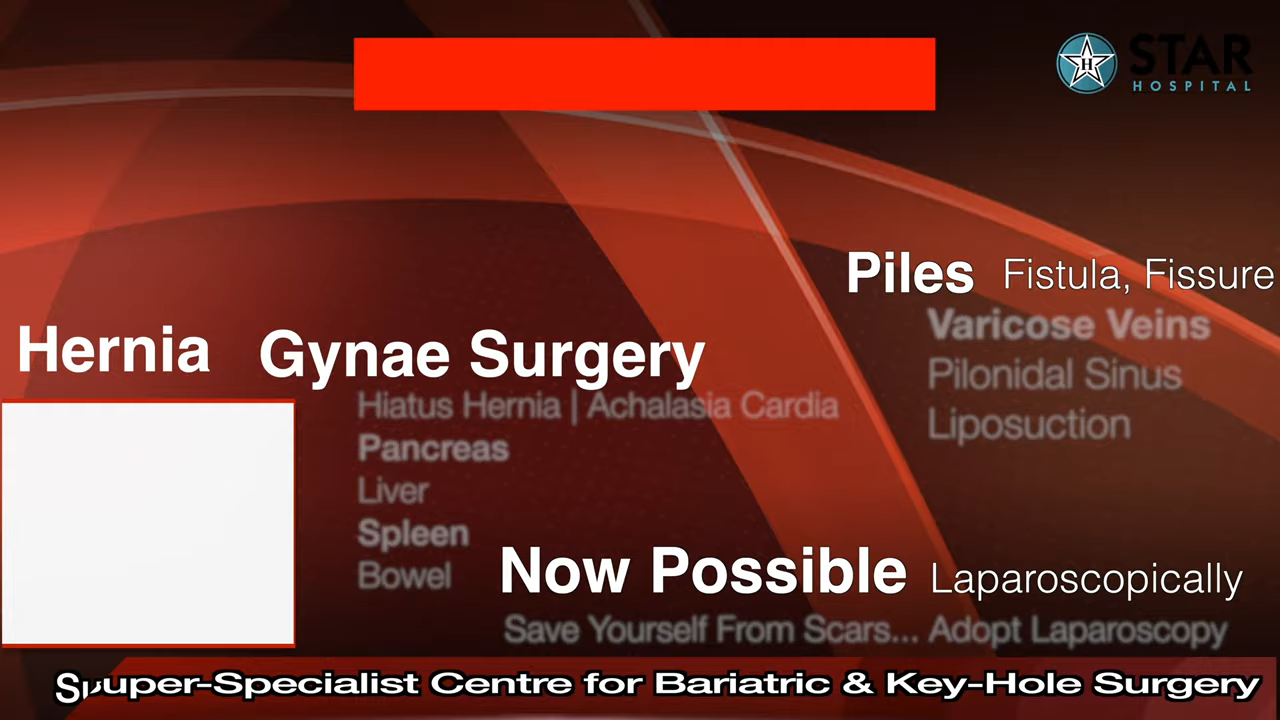 STAR
HOSPITAL
Piles Fistula, Fissure
Varicose Veins
Pilonidal Sinus
Liposuction
Hernia
Gynae Surgery
Hiatus Hernia | Achalasia Cardia
Pancreas
Liver
Spleen
Bowel
Now Possible Laparoscopically
Save Yourself From Scars... Adopt Laparoscopy
Super-Specialist Centre for Bariatric & Key-Hole Surgery